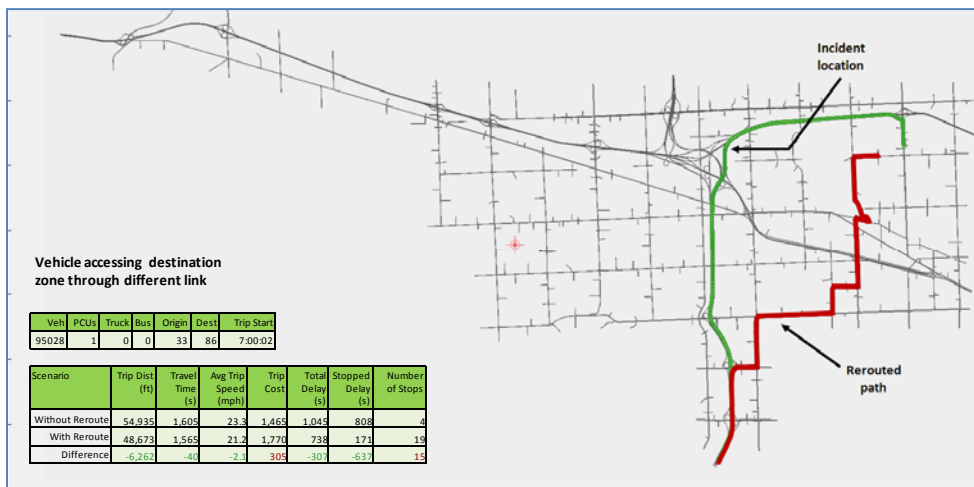 Incident
location
Vehicle accessing destination
zone through different link
Veh PCUs Truck Bus Origin Dest Trip Start
95028 1 0 0 33 86 7:00:02
Scenario Trip Dist (ft) Travel Time (s) Avg Trip Speed (mph) Trip Cost Total Delay (s) Stopped Delay (s) Number of Stops
Without Reroute 54,935 1,605 23.3 1,465 1,045 808 4
With Reroute 48,673 1,565 21.2 1,770 738 171 19
Difference -6,262 -40 -2.1 305 -307 -637 15
Rerouted
path